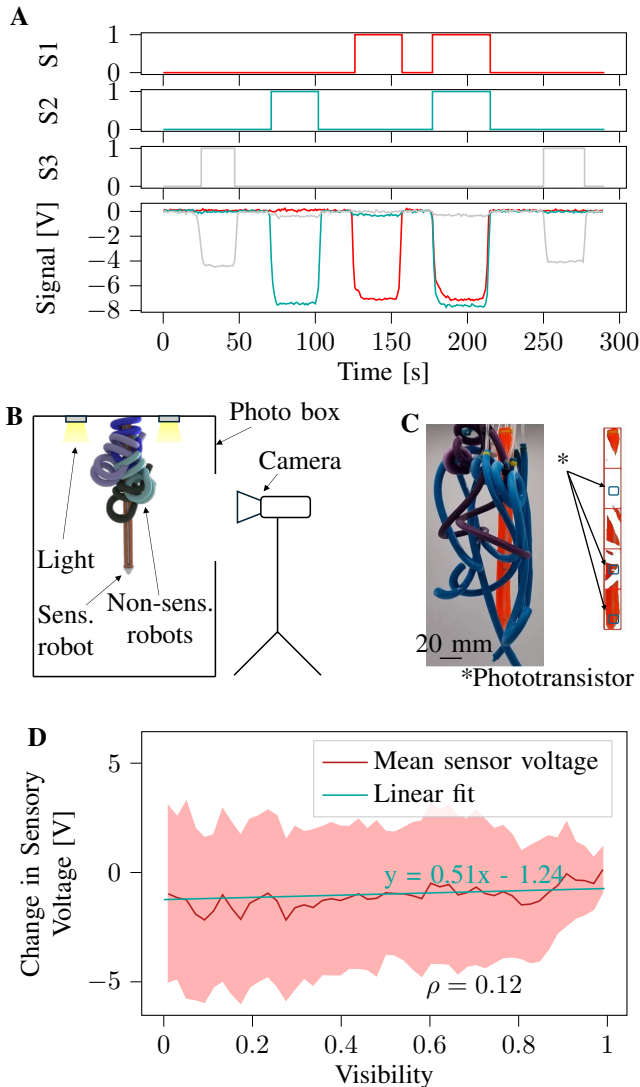 A
S1
1
0
S2
1
0
S3
1
0
Signal [V]
0
−2
−4
−6
−8
0 50 100 150 200 250 300
Time [s]
B
Photo box
Camera
Light
Sens.
robot
Non-sens.
robots
C
*
20 mm
*Phototransistor
D
Change in Sensory
Voltage [V]
5
0
−5
Mean sensor voltage
Linear fit
y = 0.51x - 1.24
ρ = 0.12
0 0.2 0.4 0.6 0.8 1
Visibility